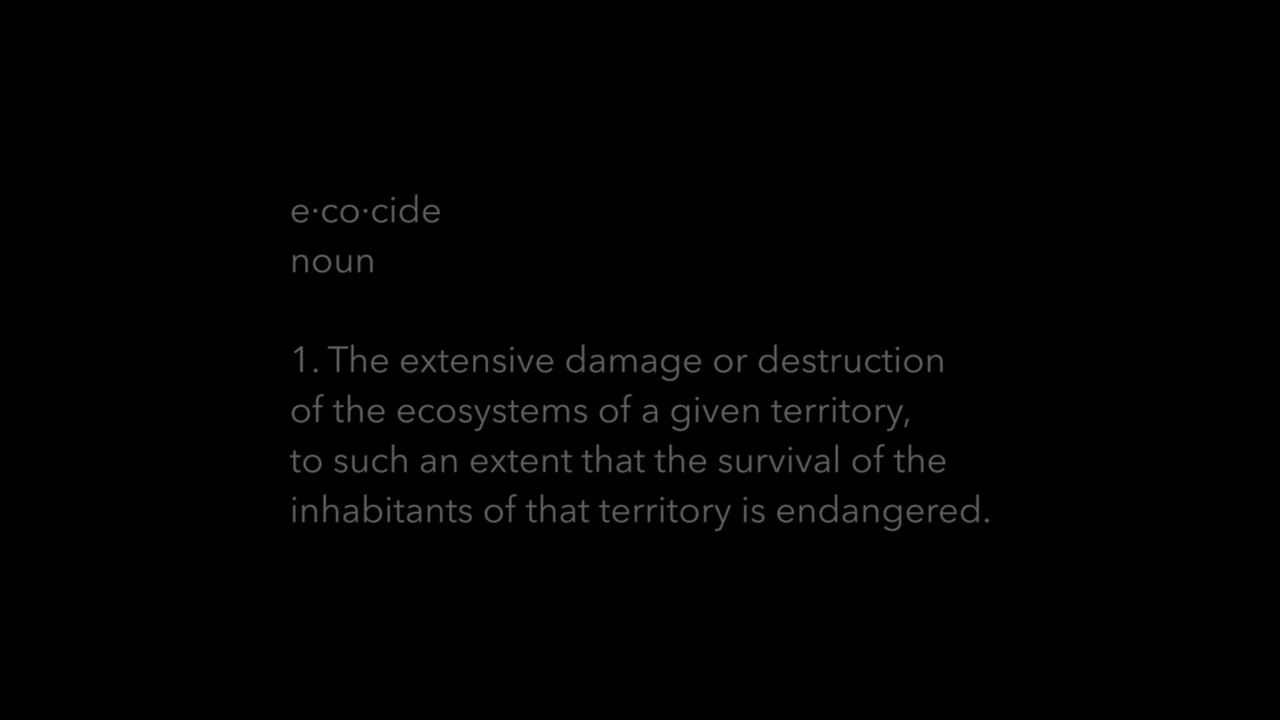 e·co·cide
noun
1. The extensive damage or destruction
of the ecosystems of a given territory,
to such an extent that the survival of the
inhabitants of that territory is endangered.